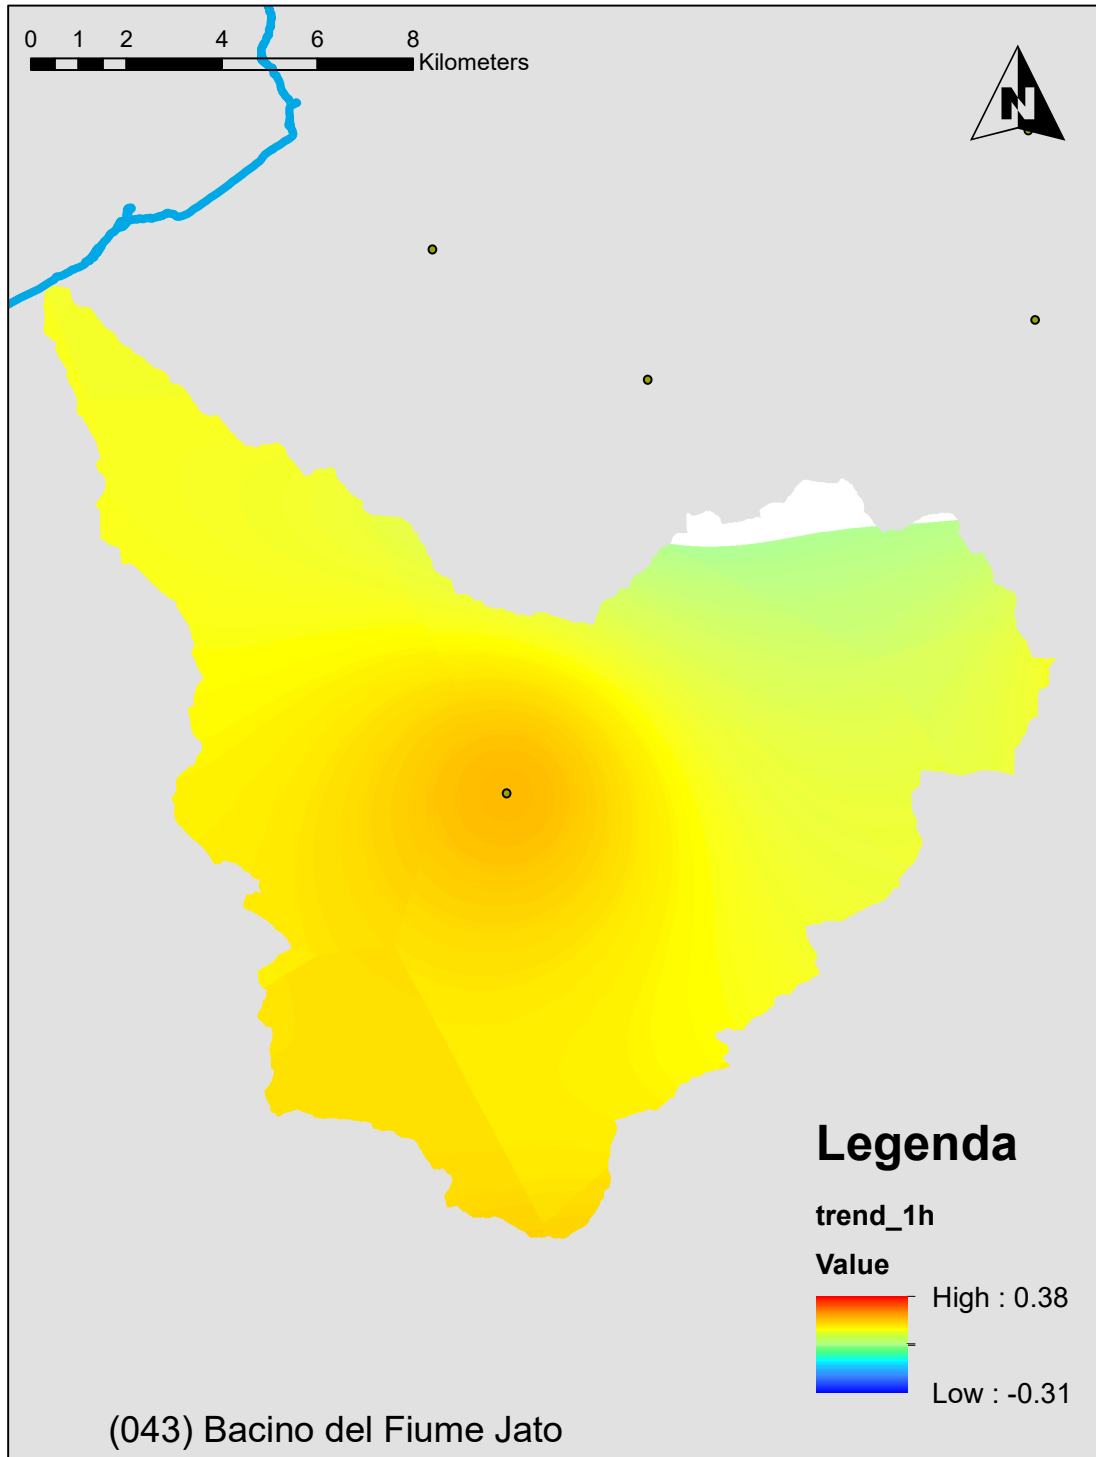 0 1 2 4 6 8
Kilometers
N
Legenda
trend_1h
Value
High : 0.38
Low : -0.31
(043) Bacino del Fiume Jato